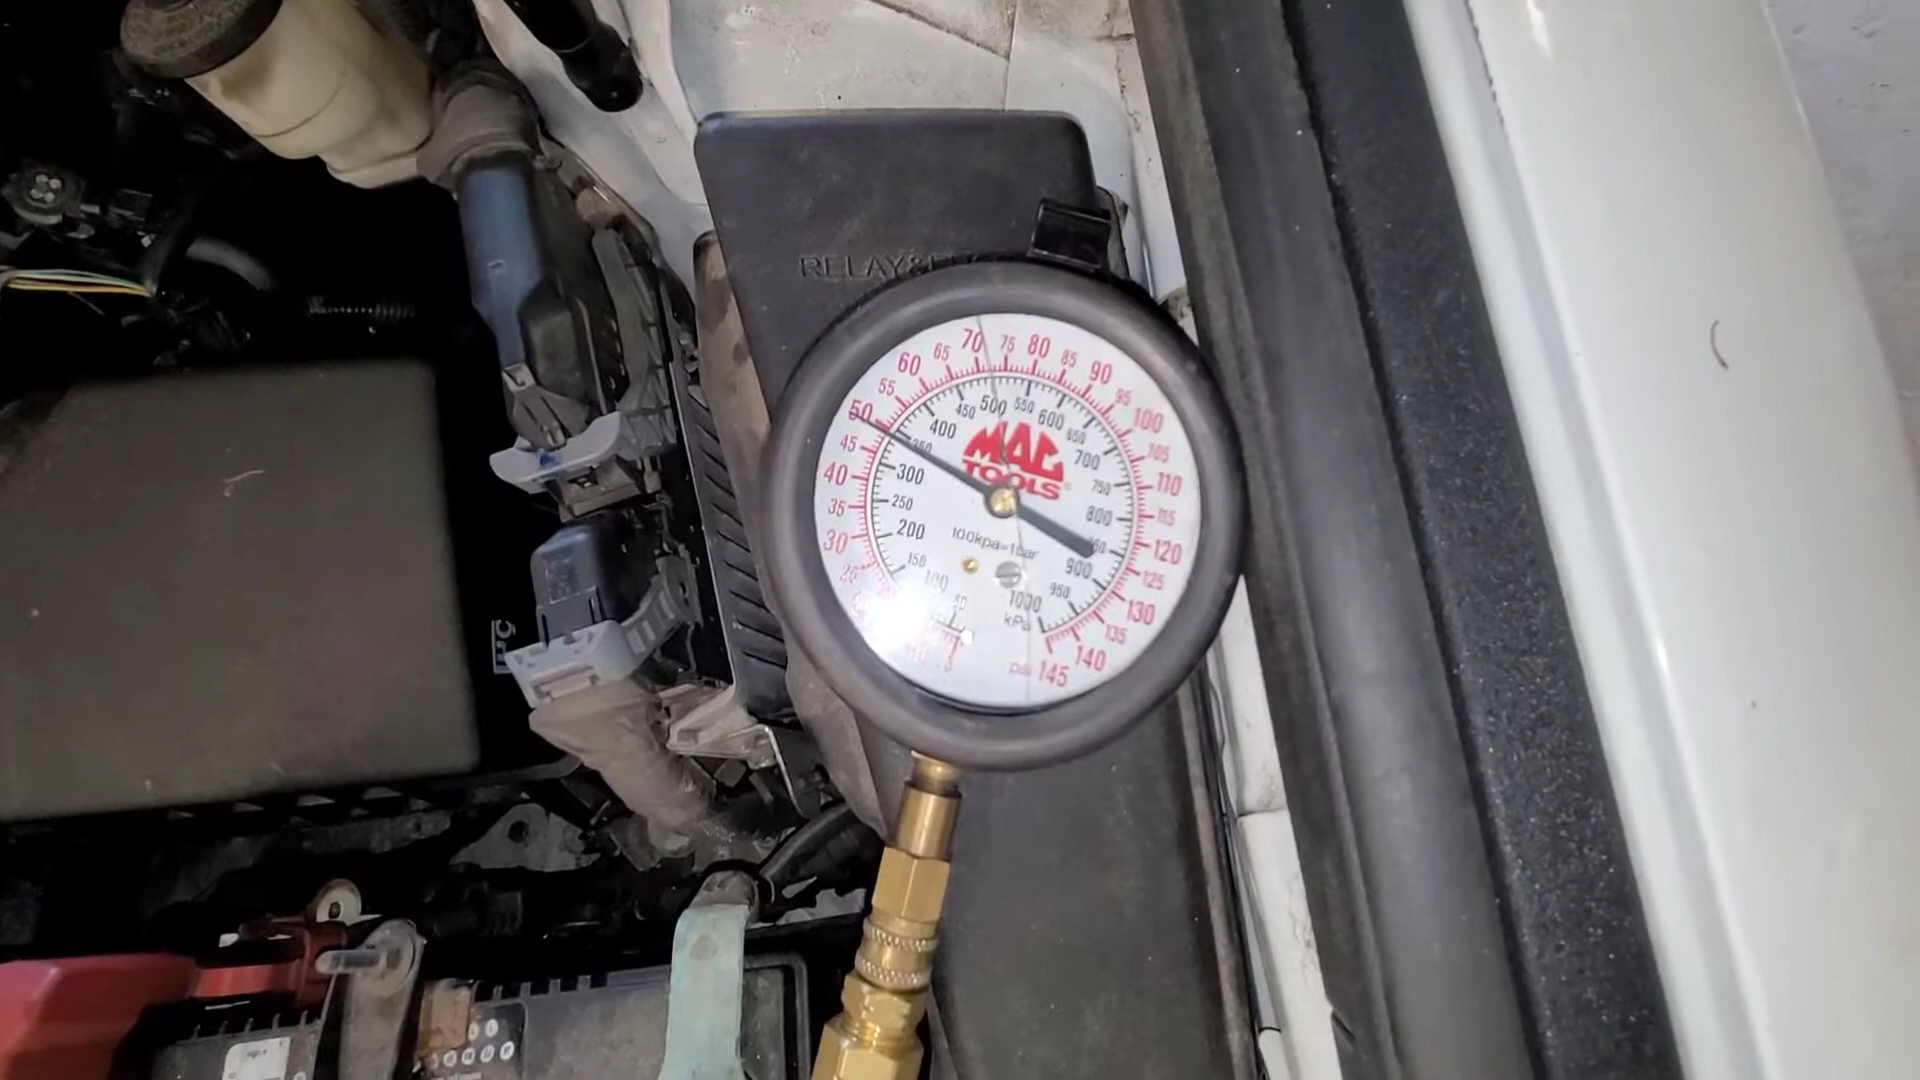 RELAY&FU
70 75 80
65 85
60 90
55 95
50 100
45 105
40 110
35 115
30 120
25 125
130
135
140
psi 145
500 550 600
450 650
400 700
350 750
300 800
250
200 900
150 950
100 1000
kPa
MAC
TOOLS
100kpa=1bar